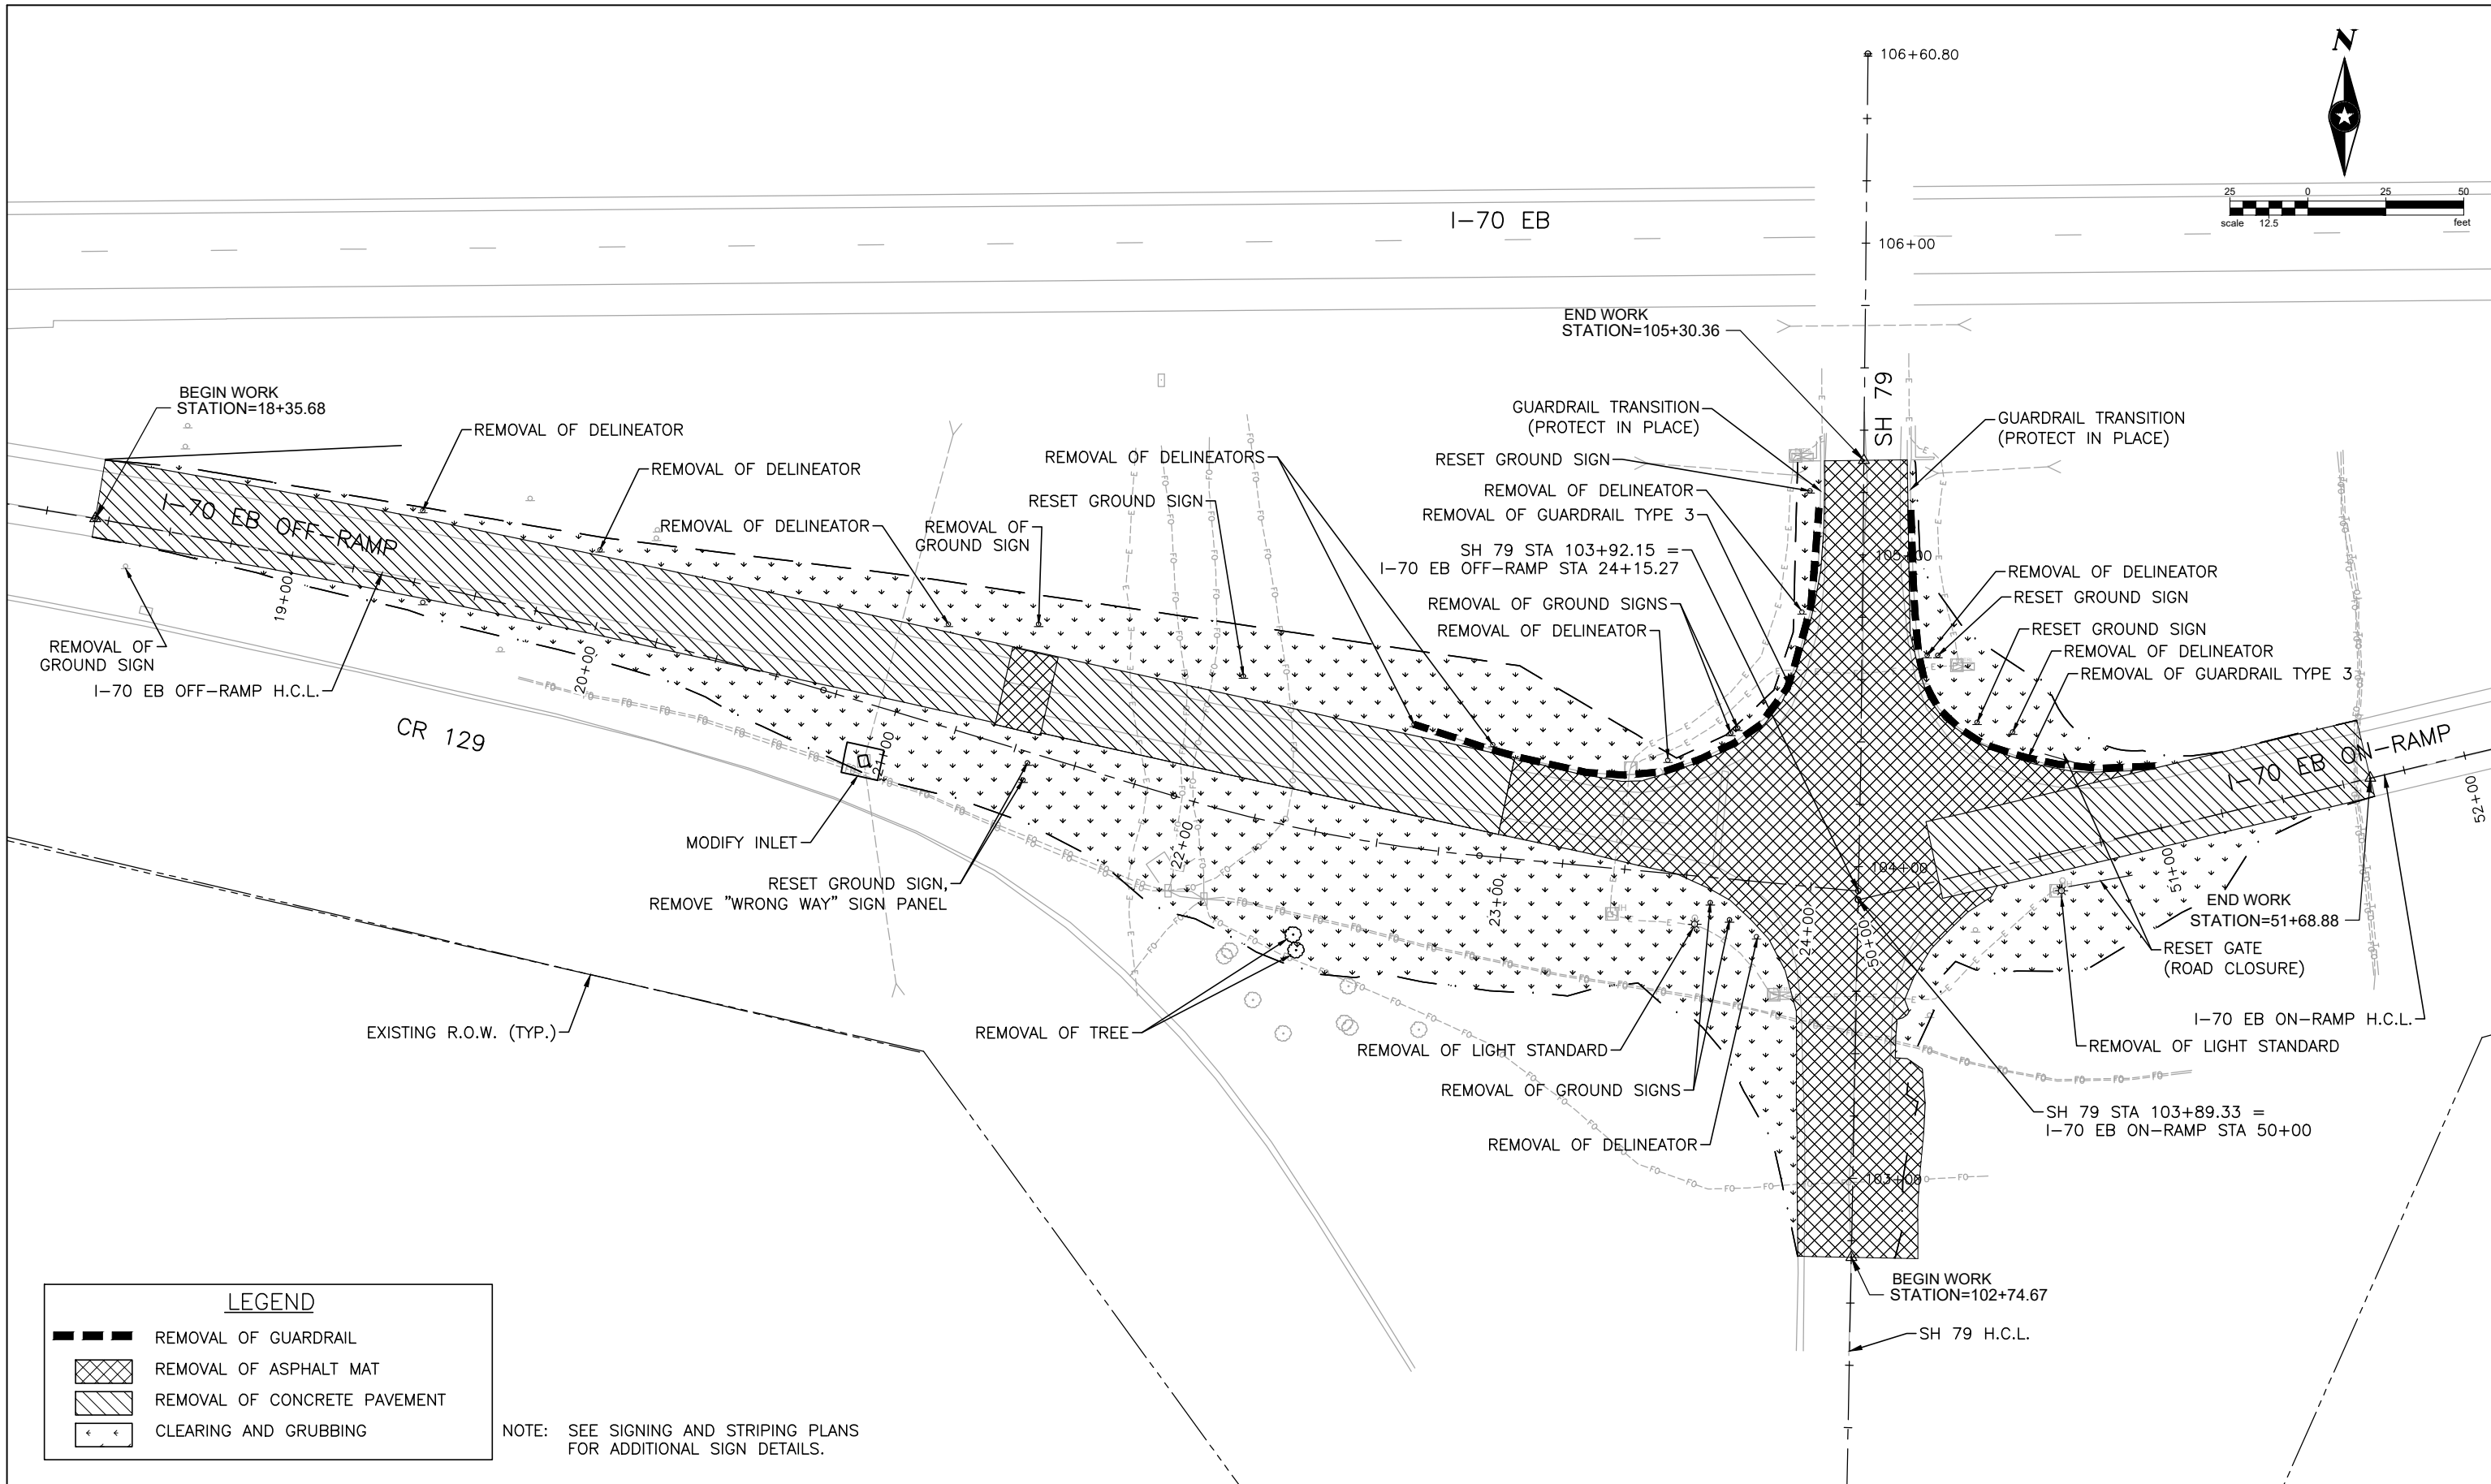 106+60.80
N
25 0 25 50
scale 12.5 feet
I-70 EB
106+00
END WORK
STATION=105+30.36
SH 79
BEGIN WORK
STATION=18+35.68
REMOVAL OF DELINEATOR
REMOVAL OF DELINEATOR
REMOVAL OF DELINEATOR
REMOVAL OF
GROUND SIGN
REMOVAL OF DELINEATORS
RESET GROUND SIGN
GUARDRAIL TRANSITION
(PROTECT IN PLACE)
RESET GROUND SIGN
REMOVAL OF DELINEATOR
REMOVAL OF GUARDRAIL TYPE 3
SH 79 STA 103+92.15 =
I-70 EB OFF-RAMP STA 24+15.27
REMOVAL OF GROUND SIGNS
REMOVAL OF DELINEATOR
GUARDRAIL TRANSITION
(PROTECT IN PLACE)
105+00
REMOVAL OF DELINEATOR
RESET GROUND SIGN
RESET GROUND SIGN
REMOVAL OF DELINEATOR
REMOVAL OF GUARDRAIL TYPE 3
I-70 EB OFF-RAMP
19+00
20+00
21+00
22+00
23+00
24+00
REMOVAL OF
GROUND SIGN
I-70 EB OFF-RAMP H.C.L.
CR 129
MODIFY INLET
RESET GROUND SIGN,
REMOVE "WRONG WAY" SIGN PANEL
EXISTING R.O.W. (TYP.)
REMOVAL OF TREE
REMOVAL OF LIGHT STANDARD
REMOVAL OF GROUND SIGNS
REMOVAL OF DELINEATOR
104+00
50+00
51+00
52+00
I-70 EB ON-RAMP
END WORK
STATION=51+68.88
RESET GATE
(ROAD CLOSURE)
I-70 EB ON-RAMP H.C.L.
REMOVAL OF LIGHT STANDARD
SH 79 STA 103+89.33 =
I-70 EB ON-RAMP STA 50+00
103+00
BEGIN WORK
STATION=102+74.67
SH 79 H.C.L.
LEGEND
REMOVAL OF GUARDRAIL
REMOVAL OF ASPHALT MAT
REMOVAL OF CONCRETE PAVEMENT
CLEARING AND GRUBBING
NOTE: SEE SIGNING AND STRIPING PLANS
FOR ADDITIONAL SIGN DETAILS.